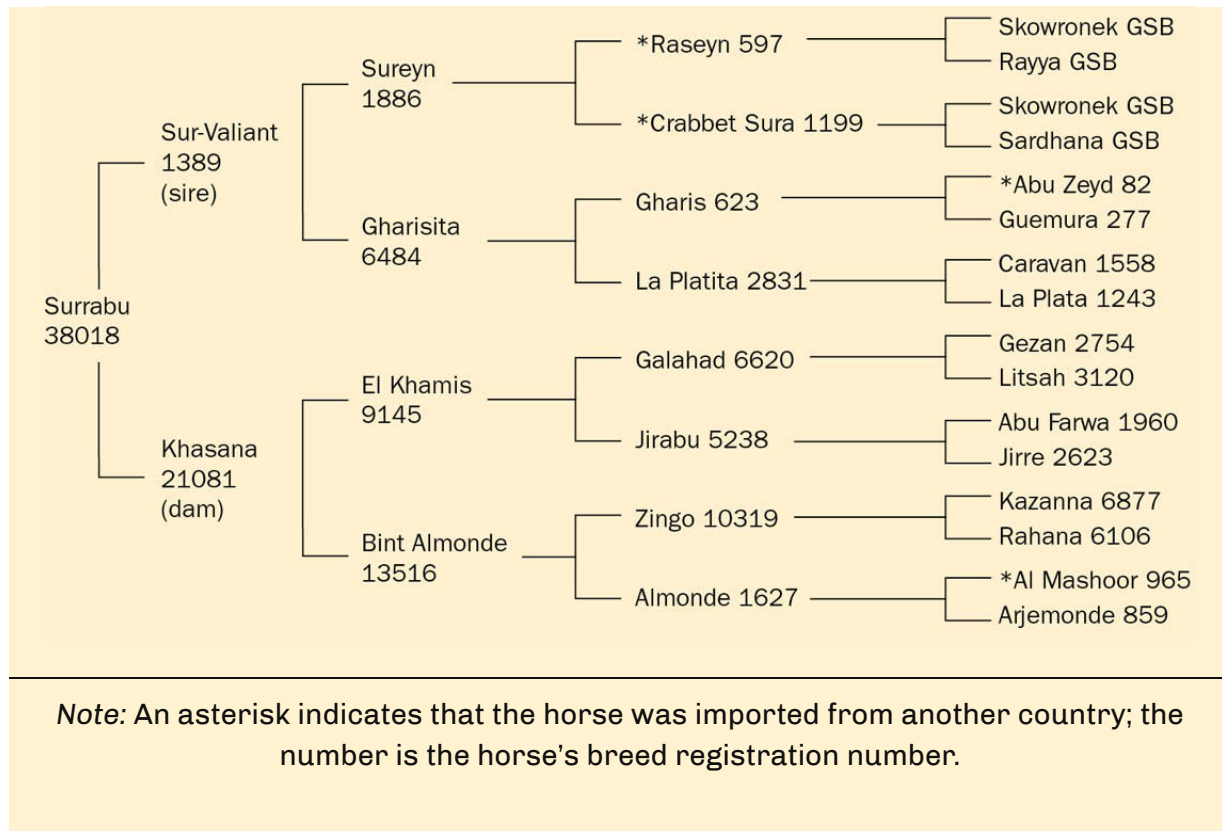 Surrabu
38018
Sur-Valiant
1389
(sire)
Khasana
21081
(dam)
Sureyn
1886
Gharisita
6484
El Khamis
9145
Bint Almonde
13516
*Raseyn 597
*Crabbet Sura 1199
Gharis 623
La Platita 2831
Galahad 6620
Jirabu 5238
Zingo 10319
Almonde 1627
Skowronek GSB
Rayya GSB
Skowronek GSB
Sardhana GSB
*Abu Zeyd 82
Guemura 277
Caravan 1558
La Plata 1243
Gezan 2754
Litsah 3120
Abu Farwa 1960
Jirre 2623
Kazanna 6877
Rahana 6106
*Al Mashoor 965
Arjemonde 859
Note: An asterisk indicates that the horse was imported from another country; the
number is the horse’s breed registration number.